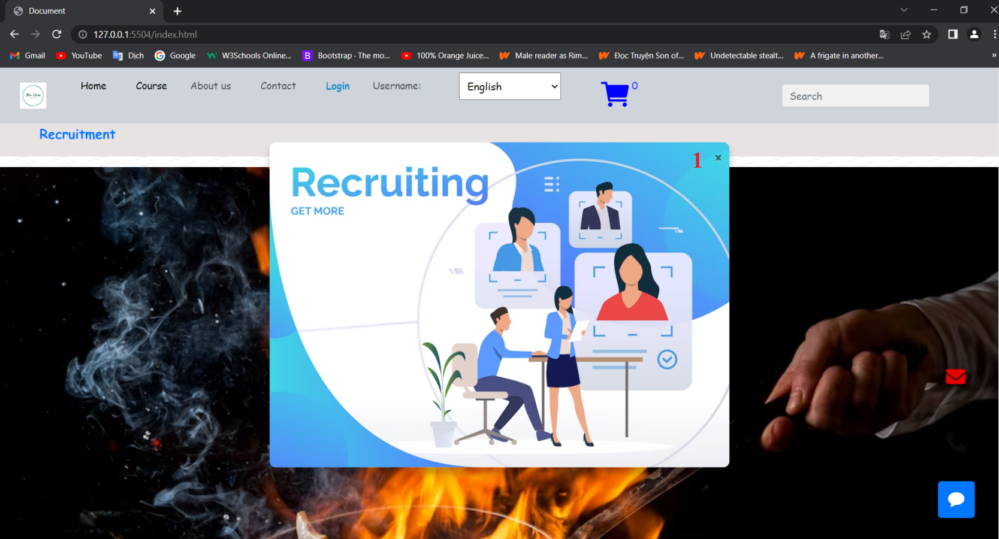 Document
127.0.0.1:5504/index.html
Gmail
YouTube
Dịch
Google
W3Schools Online...
Bootstrap · The mo...
100% Orange Juice...
Male reader as Rim...
Đọc Truyện Son of...
Undetectable stealt...
A frigate in another...
»
Home
Course
About us
Contact
Login
Username:
English
0
Search
Recruitment
1
Recruiting
GET MORE